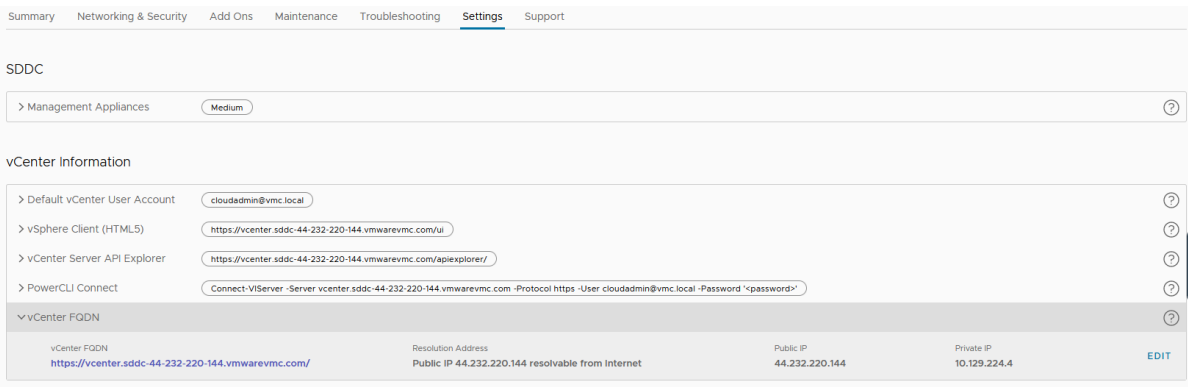 Summary Networking & Security Add Ons Maintenance Troubleshooting Settings Support
SDDC
Management Appliances Medium
vCenter Information
Default vCenter User Account cloudadmin@vmc.local
vSphere Client (HTML5) https://vcenter.sddc-44-232-220-144.vmwarevmc.com/ui
vCenter Server API Explorer https://vcenter.sddc-44-232-220-144.vmwarevmc.com/apiexplorer/
PowerCLI Connect Connect-VIServer -Server vcenter.sddc-44-232-220-144.vmwarevmc.com -Protocol https -User cloudadmin@vmc.local -Password '<password>'
vCenter FQDN
vCenter FQDN Resolution Address Public IP Private IP
https://vcenter.sddc-44-232-220-144.vmwarevmc.com/ Public IP 44.232.220.144 resolvable from Internet 44.232.220.144 10.129.224.4 EDIT